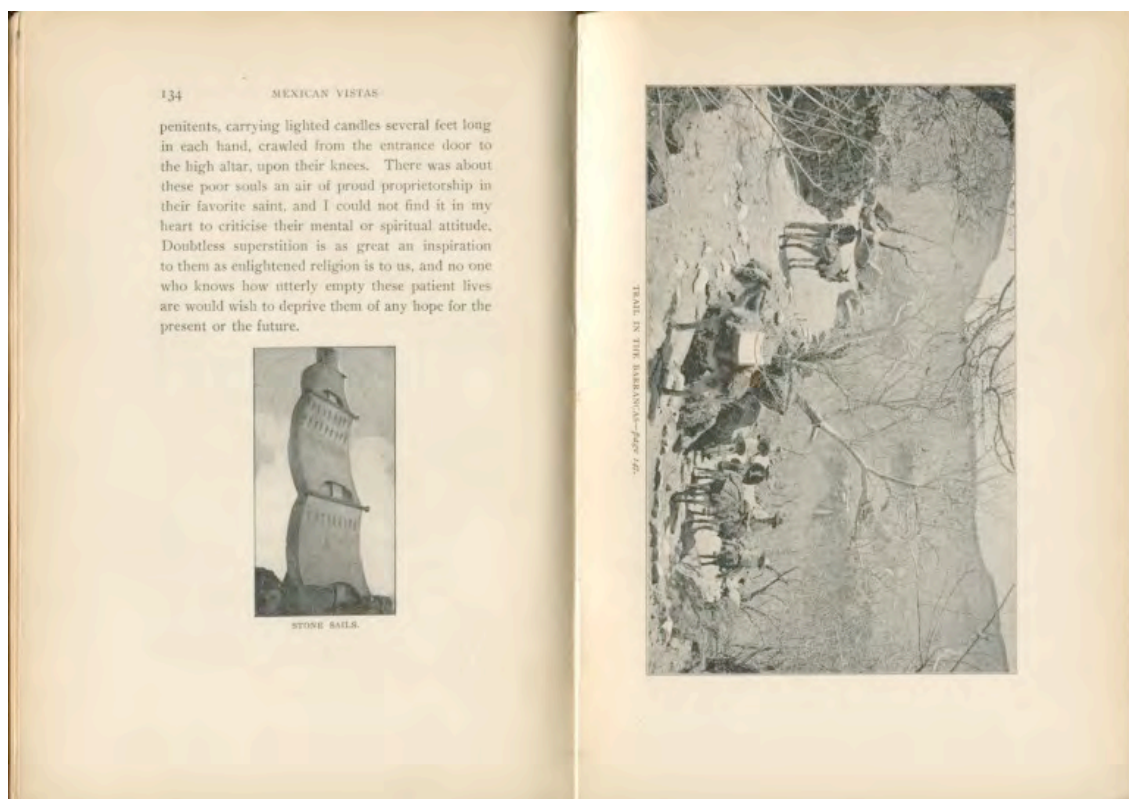 134 MEXICAN VISTAS
penitents, carrying lighted candles several feet long
in each hand, crawled from the entrance door to
the high altar, upon their knees. There was about
these poor souls an air of proud proprietorship in
their favorite saint, and I could not find it in my
heart to criticise their mental or spiritual attitude.
Doubtless superstition is as great an inspiration
to them as enlightened religion is to us, and no one
who knows how utterly empty these patient lives
are would wish to deprive them of any hope for the
present or the future.
STONE SAILS.
TRAIL IN THE BARRANCAS—page 147.